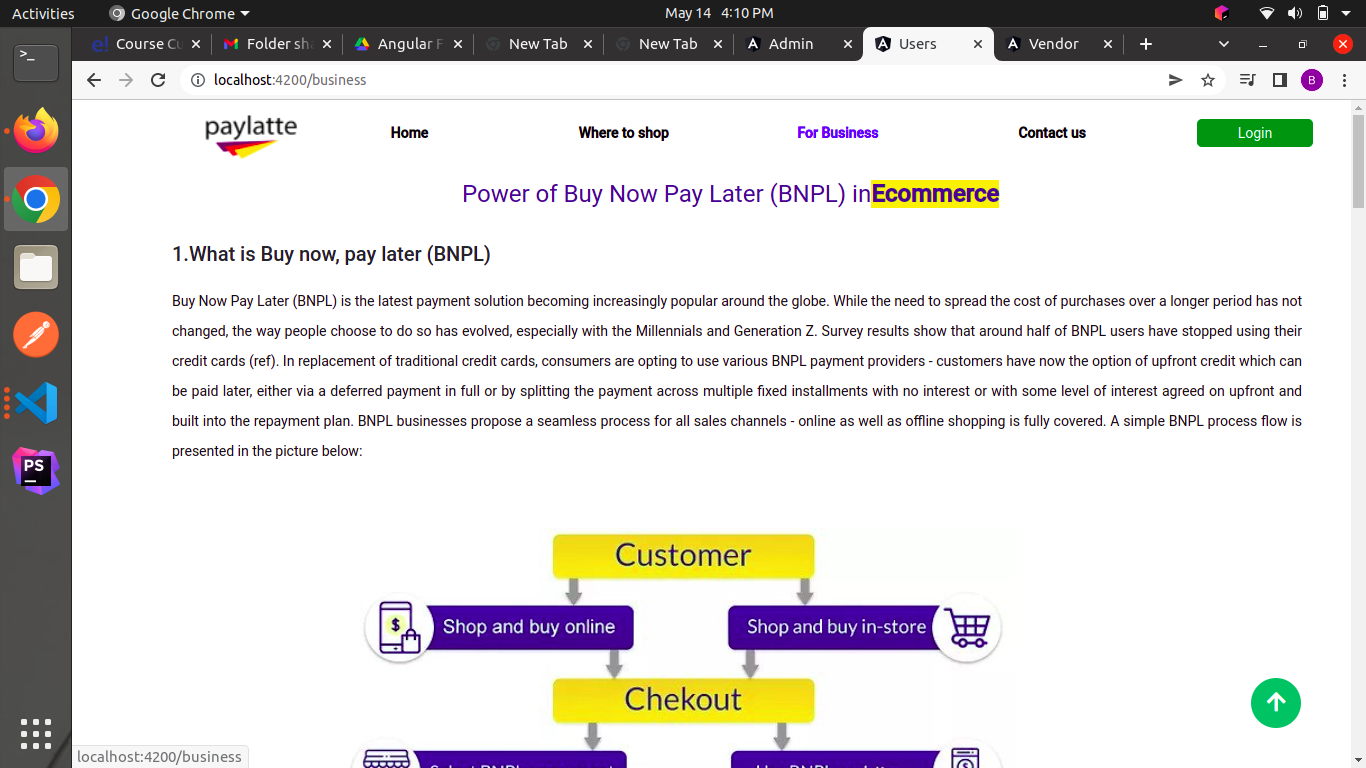 Activities
Google Chrome
May 14 4:10 PM
Course Cu
Folder sha
Angular F
New Tab
New Tab
Admin
Users
Vendor
localhost:4200/business
B
>_
PS
paylatte
Home
Where to shop
For Business
Contact us
Login
Power of Buy Now Pay Later (BNPL) inEcommerce
1.What is Buy now, pay later (BNPL)
Buy Now Pay Later (BNPL) is the latest payment solution becoming increasingly popular around the globe. While the need to spread the cost of purchases over a longer period has not
changed, the way people choose to do so has evolved, especially with the Millennials and Generation Z. Survey results show that around half of BNPL users have stopped using their
credit cards (ref). In replacement of traditional credit cards, consumers are opting to use various BNPL payment providers - customers have now the option of upfront credit which can
be paid later, either via a deferred payment in full or by splitting the payment across multiple fixed installments with no interest or with some level of interest agreed on upfront and
built into the repayment plan. BNPL businesses propose a seamless process for all sales channels - online as well as offline shopping is fully covered. A simple BNPL process flow is
presented in the picture below:
Customer
$
Shop and buy online
Shop and buy in-store
Chekout
localhost:4200/business